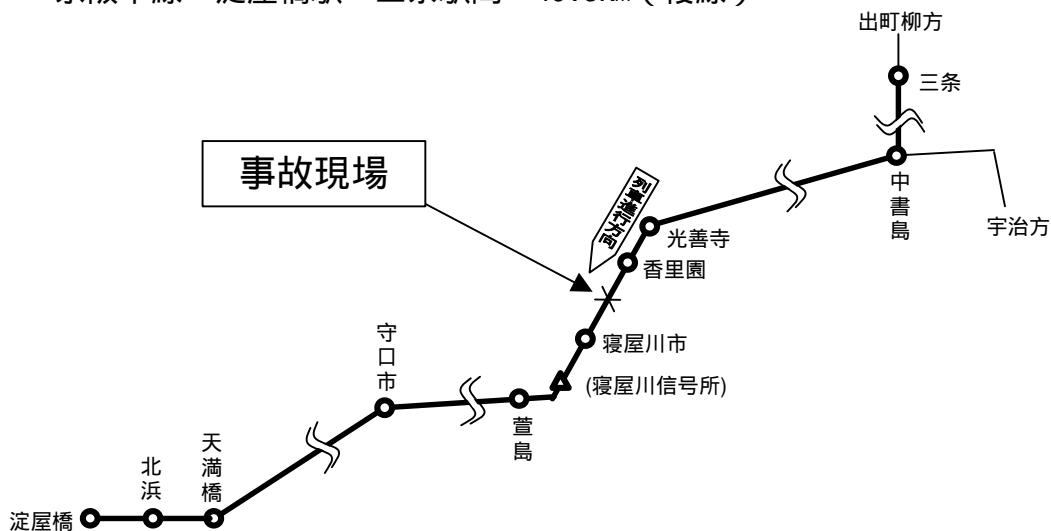 出町柳方
三条
事故現場
列車進行方向
中書島
宇治方
光善寺
香里園
寝屋川市
(寝屋川信号所)
守口市
萱島
天満橋
北浜
淀屋橋